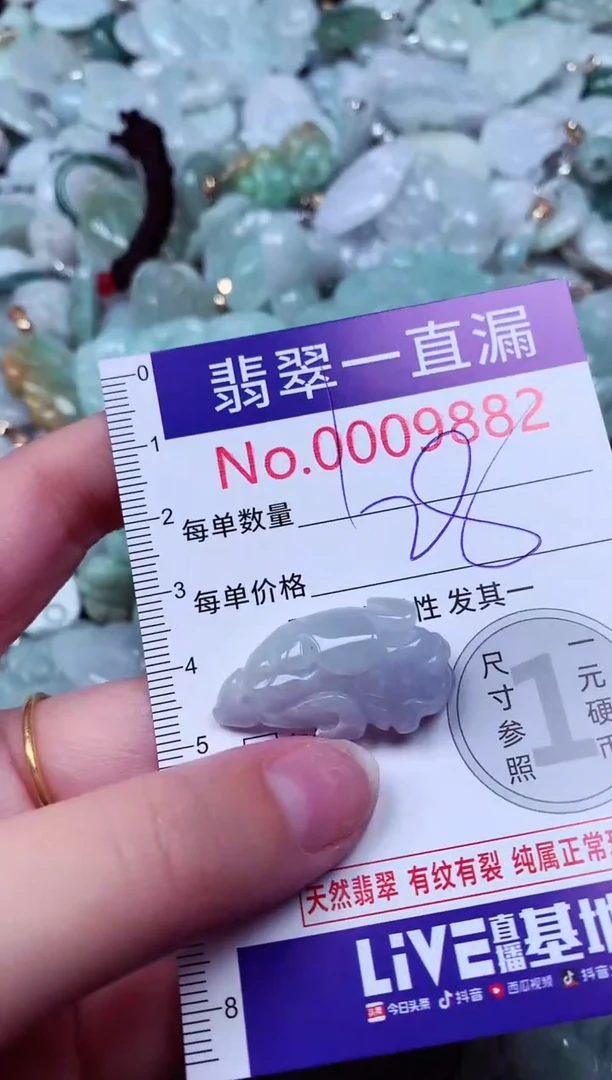 0
翡翠一直漏
1
No.0009882
128
2
每单数量
3
每单价格
性 发其一
4
尺寸参照
1
一元硬币
5
天然翡翠 有纹有裂 纯属正常
LiVE直播基地
8
头条 今日头条 抖音 西瓜视频 抖音